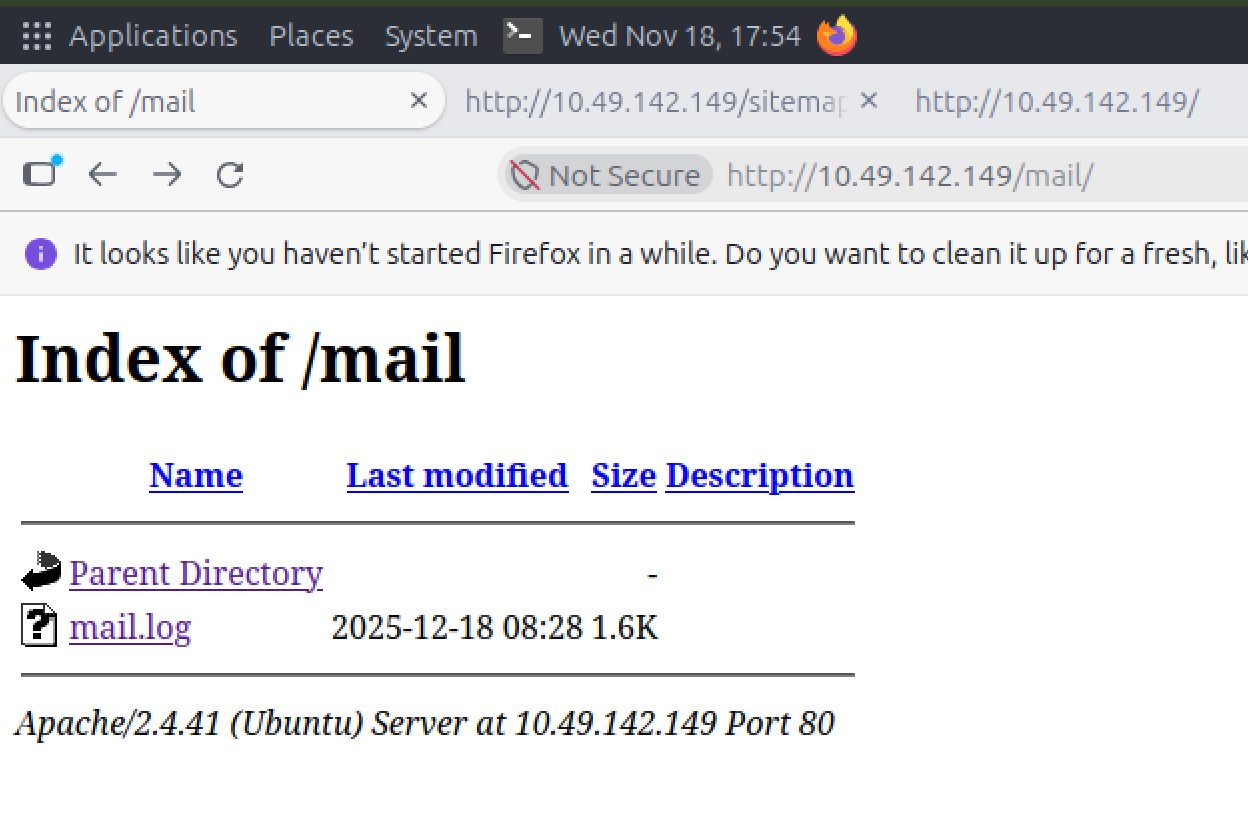 Applications Places System Wed Nov 18, 17:54
Index of /mail http://10.49.142.149/sitemap http://10.49.142.149/
Not Secure http://10.49.142.149/mail/
It looks like you haven’t started Firefox in a while. Do you want to clean it up for a fresh,
Index of /mail
Name Last modified Size Description
Parent Directory -
mail.log 2025-12-18 08:28 1.6K
Apache/2.4.41 (Ubuntu) Server at 10.49.142.149 Port 80